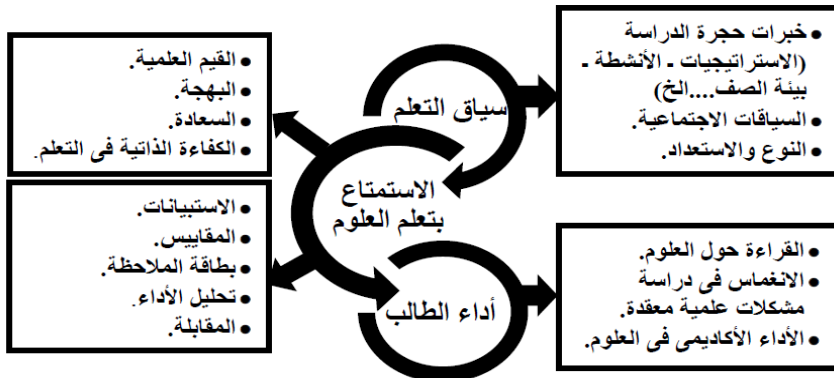 • خبرات حجرة الدراسة
(الاستراتيجيات ـ الأنشطة ـ
بيئة الصف....الخ)
• السياقات الاجتماعية.
• النوع والاستعداد.
سياق التعلم
• القيم العلمية.
• البهجة.
• السعادة.
• الكفاءة الذاتية فى التعلم.
الاستمتاع
بتعلم العلوم
• الاستبيانات.
• المقاييس.
• بطاقة الملاحظة.
• تحليل الأداء.
• المقابلة.
• القراءة حول العلوم.
• الانغماس فى دراسة
مشكلات علمية معقدة.
• الأداء الأكاديمى فى العلوم.
أداء الطالب